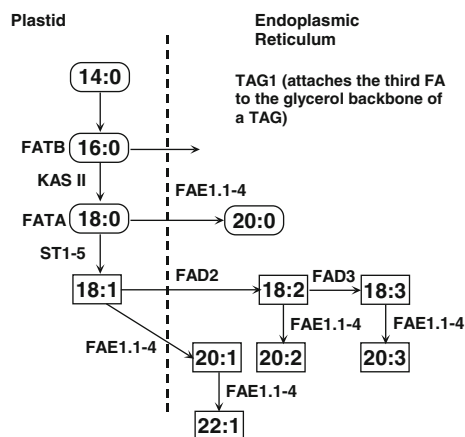 Plastid
Endoplasmic
Reticulum
14:0
TAG1 (attaches the third FA
to the glycerol backbone of
a TAG)
FATB 16:0
KAS II
FAE1.1-4
FATA 18:0 20:0
ST1-5
FAD2 FAD3
18:1 18:2 18:3
FAE1.1-4 FAE1.1-4 FAE1.1-4
20:1 20:2 20:3
FAE1.1-4
22:1